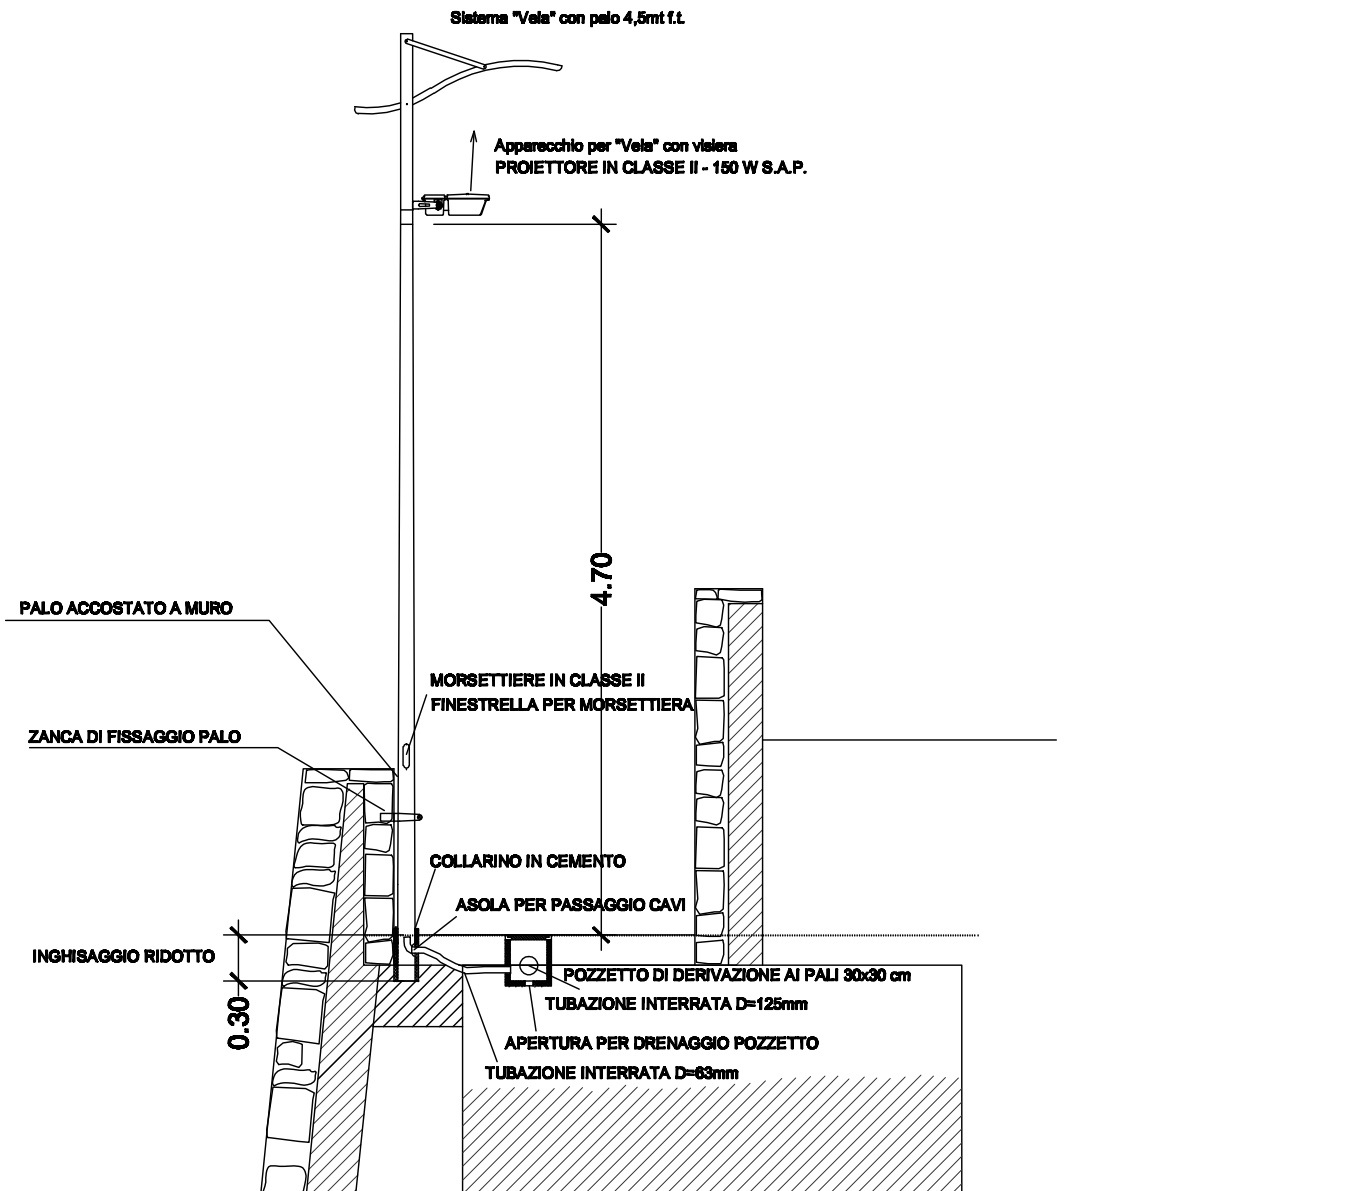 Sistema "Vela" con palo 4,5mt f.t.
Apparecchio per "Vela" con visiera
PROIETTORE IN CLASSE II - 150 W S.A.P.
4.70
PALO ACCOSTATO A MURO
MORSETTIERE IN CLASSE II
FINESTRELLA PER MORSETTIERA
ZANCA DI FISSAGGIO PALO
COLLARINO IN CEMENTO
ASOLA PER PASSAGGIO CAVI
INGHISAGGIO RIDOTTO
0.30
POZZETTO DI DERIVAZIONE AI PALI 30x30 cm
TUBAZIONE INTERRATA D=125mm
APERTURA PER DRENAGGIO POZZETTO
TUBAZIONE INTERRATA D=63mm